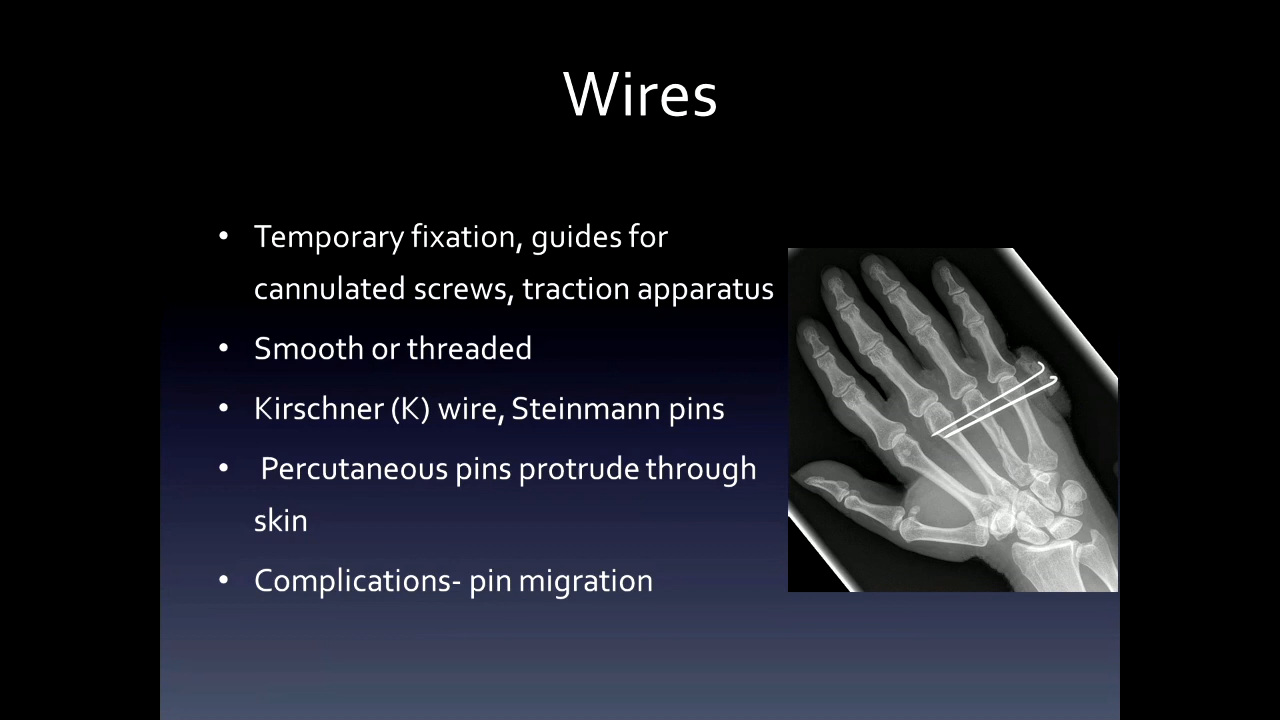 Wires
• Temporary fixation, guides for
cannulated screws, traction apparatus
• Smooth or threaded
• Kirschner (K) wire, Steinmann pins
• Percutaneous pins protrude through
skin
• Complications- pin migration